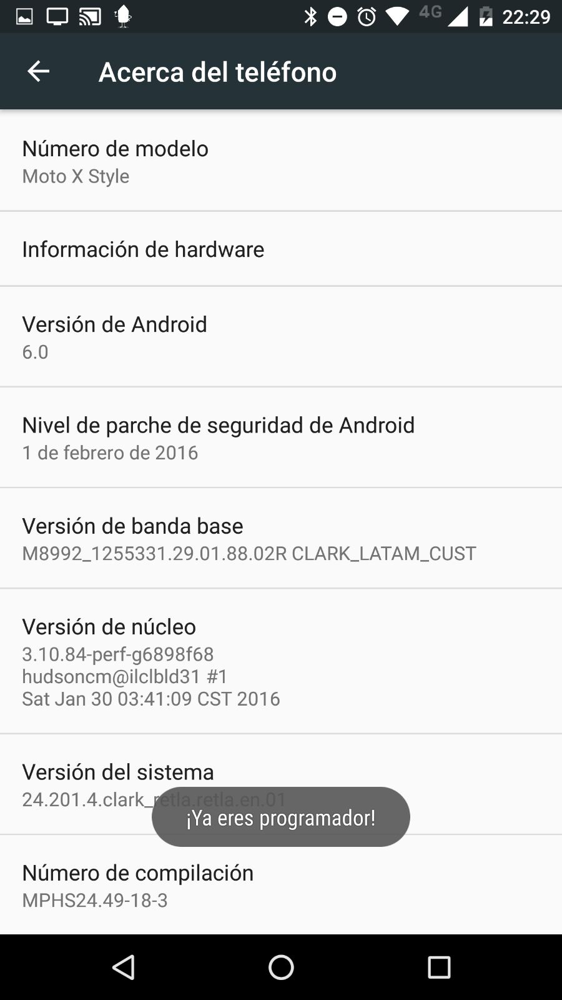 4G 22:29
Acerca del teléfono
Número de modelo
Moto X Style
Información de hardware
Versión de Android
6.0
Nivel de parche de seguridad de Android
1 de febrero de 2016
Versión de banda base
M8992_1255331.29.01.88.02R CLARK_LATAM_CUST
Versión de núcleo
3.10.84-perf-g6898f68
hudsoncm@ilclbld31 #1
Sat Jan 30 03:41:09 CST 2016
Versión del sistema
24.201.4.clark_retla.retla.en.01
¡Ya eres programador!
Número de compilación
MPHS24.49-18-3